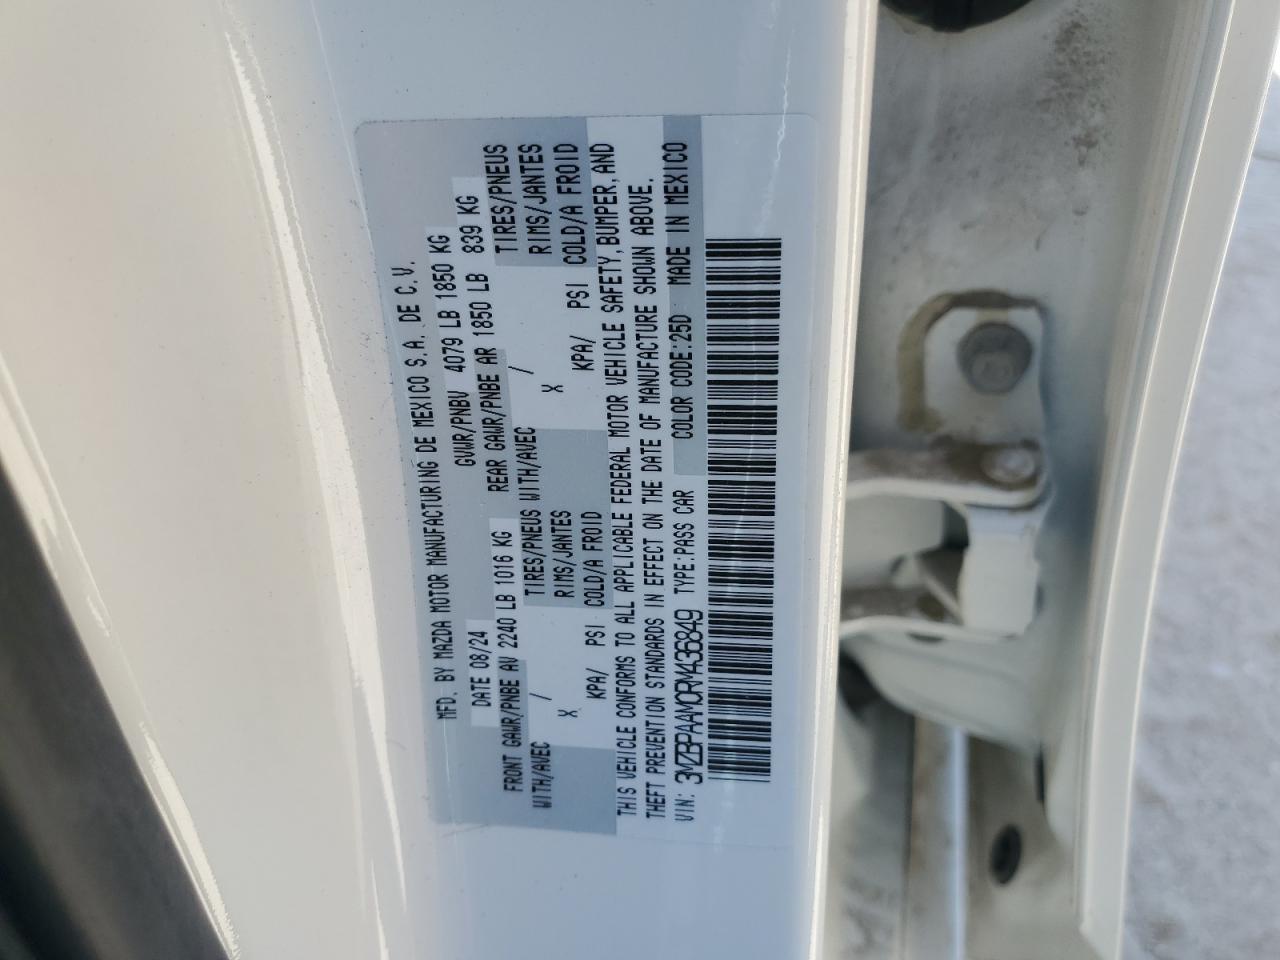 MFD. BY MAZDA MOTOR MANUFACTURING DE MEXICO S.A. DE C.V.
DATE 08/24 GVWR/PNBV 4079 LB 1850 KG
FRONT GAWR/PNBE AV 2240 LB 1016 KG REAR GAWR/PNBE AR 1850 LB 839 KG
WITH/AVEC / TIRES/PNEUS WITH/AVEC / TIRES/PNEUS
X RIMS/JANTES X RIMS/JANTES
KPA/ PSI COLD/A FROID KPA/ PSI COLD/A FROID
THIS VEHICLE CONFORMS TO ALL APPLICABLE FEDERAL MOTOR VEHICLE SAFETY, BUMPER, AND
THEFT PREVENTION STANDARDS IN EFFECT ON THE DATE OF MANUFACTURE SHOWN ABOVE.
VIN: 3MZBPAAM0RM436849 TYPE:PASS CAR COLOR CODE:25D MADE IN MEXICO